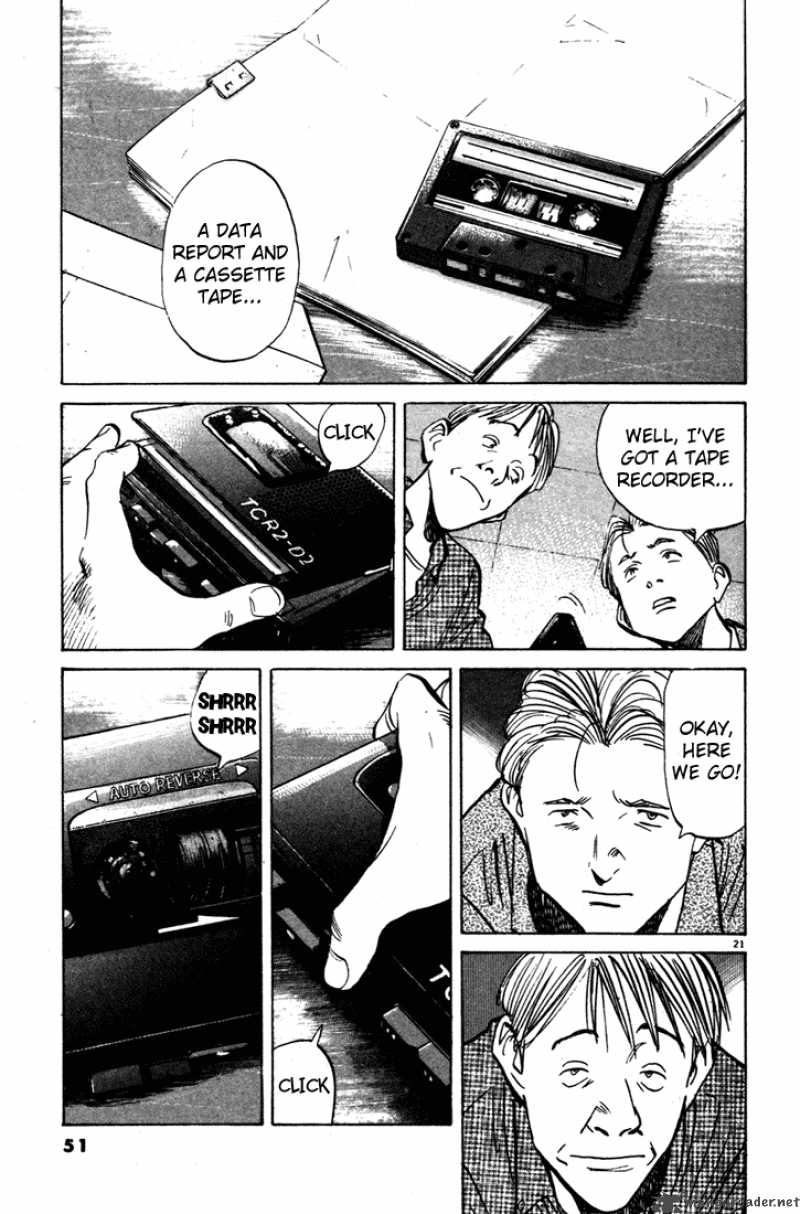 A DATA
REPORT AND
A CASSETTE
TAPE...
WELL, I'VE
GOT A TAPE
RECORDER...
CLICK
TCR2-D2
OKAY,
HERE
WE GO!
21
CLICK
TC
SHRRR
SHRRR
AUTO REVERSE
51